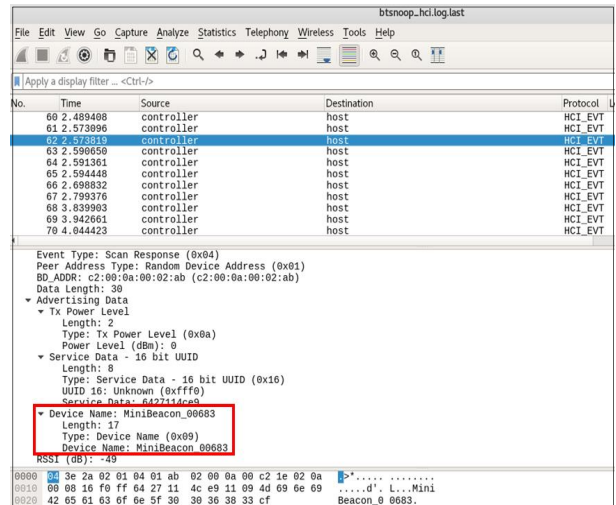 btsnoop_hci.log.last
File Edit View Go Capture Analyze Statistics Telephony Wireless Tools Help
Apply a display filter ... <Ctrl-/>
No. Time Source Destination Protocol
60 2.489408 controller host HCI_EVT
61 2.573096 controller host HCI_EVT
62 2.573819 controller host HCI_EVT
63 2.590650 controller host HCI_EVT
64 2.591361 controller host HCI_EVT
65 2.594448 controller host HCI_EVT
66 2.698832 controller host HCI_EVT
67 2.799376 controller host HCI_EVT
68 3.839903 controller host HCI_EVT
69 3.942661 controller host HCI_EVT
70 4.044423 controller host HCI_EVT
Event Type: Scan Response (0x04)
Peer Address Type: Random Device Address (0x01)
BD_ADDR: c2:00:0a:00:02:ab (c2:00:0a:00:02:ab)
Data Length: 30
Advertising Data
Tx Power Level
Length: 2
Type: Tx Power Level (0x0a)
Power Level (dBm): 0
Service Data - 16 bit UUID
Length: 8
Type: Service Data - 16 bit UUID (0x16)
UUID 16: Unknown (0xfff0)
Service Data: 6427114ce9
Device Name: MiniBeacon_00683
Length: 17
Type: Device Name (0x09)
Device Name: MiniBeacon_00683
RSSI (dB): -49
0000 04 3e 2a 02 01 04 01 ab 02 00 0a 00 c2 1e 02 0a .>*..... ........
0010 00 08 16 f0 ff 64 27 11 4c e9 11 09 4d 69 6e 69 .....d'. L...Mini
0020 42 65 61 63 6f 6e 5f 30 30 36 38 33 cf Beacon_0 0683.